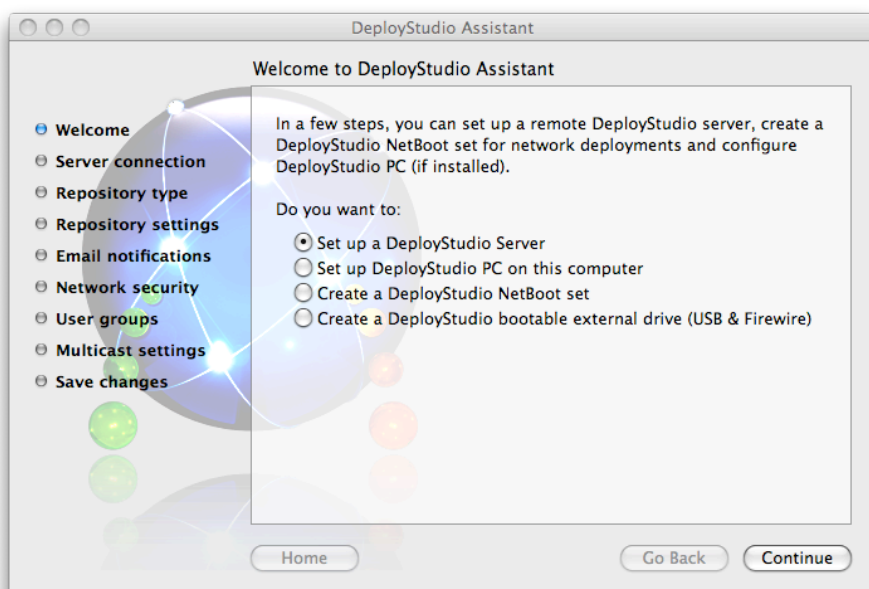 DeployStudio Assistant
Welcome to DeployStudio Assistant
Welcome
Server connection
Repository type
Repository settings
Email notifications
Network security
User groups
Multicast settings
Save changes
In a few steps, you can set up a remote DeployStudio server, create a
DeployStudio NetBoot set for network deployments and configure
DeployStudio PC (if installed).
Do you want to:
Set up a DeployStudio Server
Set up DeployStudio PC on this computer
Create a DeployStudio NetBoot set
Create a DeployStudio bootable external drive (USB & Firewire)
Home
Go Back
Continue